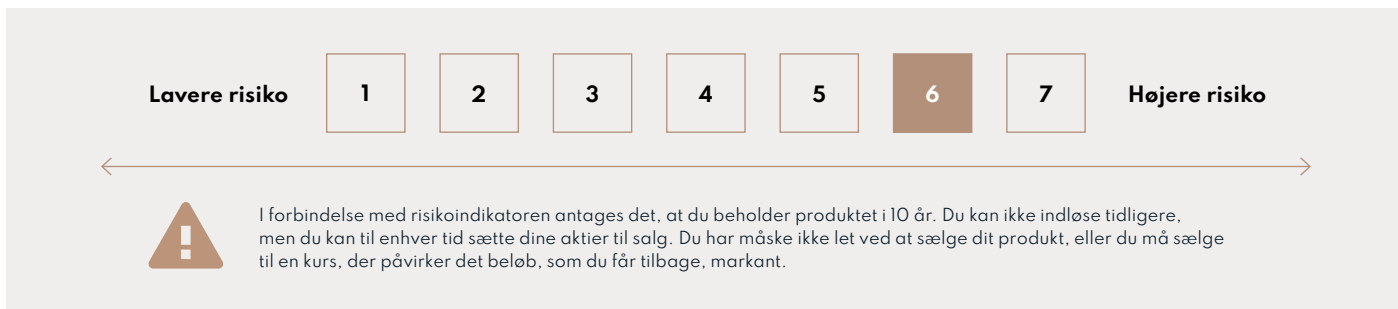 Lavere risiko 1 2 3 4 5 6 7 Højere risiko
I forbindelse med risikoindikatoren antages det, at du beholder produktet i 10 år. Du kan ikke indløse tidligere,
men du kan til enhver tid sætte dine aktier til salg. Du har måske ikke let ved at sælge dit produkt, eller du må sælge
til en kurs, der påvirker det beløb, som du får tilbage, markant.